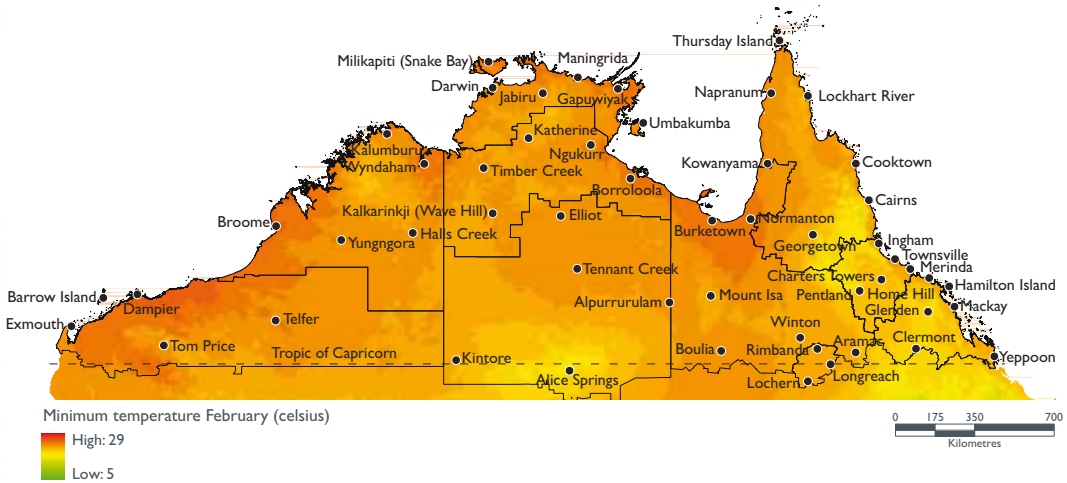 Thursday Island
Maningrida
Milikapiti (Snake Bay)
Darwin
Jabiru
Gapuwiyak
Napranum
Lockhart River
Umbakumba
Katherine
Kalumburu
Ngukurr
Wyndaham
Timber Creek
Kowanyama
Cooktown
Borroloola
Cairns
Kalkarinkji (Wave Hill)
Elliot
Broome
Halls Creek
Normanton
Burketown
Yungngora
Georgetown
Ingham
Townsville
Tennant Creek
Merinda
Charters Towers
Hamilton Island
Barrow Island
Dampier
Alpurrurulam
Mount Isa
Pentland
Home Hill
Mackay
Glenden
Exmouth
Telfer
Winton
Tom Price
Tropic of Capricorn
Kintore
Boulia
Rimbanda
Aramac
Clermont
Yeppoon
Alice Springs
Lochern
Longreach
Minimum temperature February (celsius)
High: 29
Low: 5
0 175 350 700
Kilometres